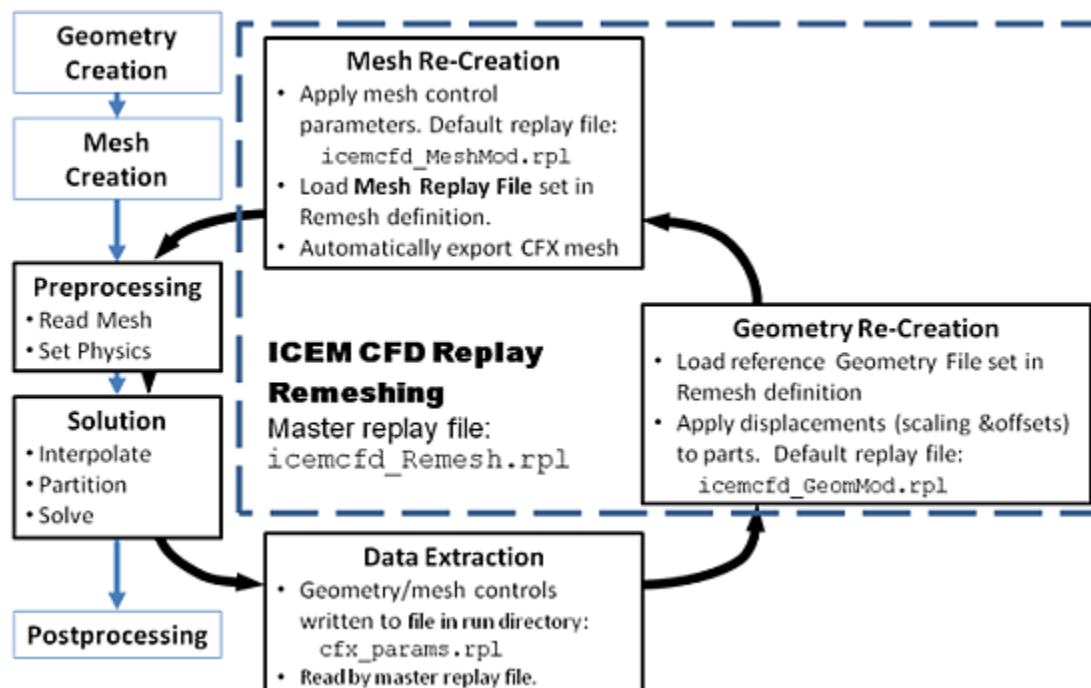 Geometry
Creation
Mesh
Creation
Preprocessing
• Read Mesh
• Set Physics
Solution
• Interpolate
• Partition
• Solve
Postprocessing
Mesh Re-Creation
• Apply mesh control
parameters. Default replay file:
icemcfd_MeshMod.rpl
• Load Mesh Replay File set in
Remesh definition.
• Automatically export CFX mesh
ICEM CFD Replay
Remeshing
Master replay file:
icemcfd_Remesh.rpl
Geometry Re-Creation
• Load reference Geometry File set in
Remesh definition
• Apply displacements (scaling &offsets)
to parts. Default replay file:
icemcfd_GeomMod.rpl
Data Extraction
• Geometry/mesh controls
written to file in run directory:
cfx_params.rpl
• Read by master replay file.